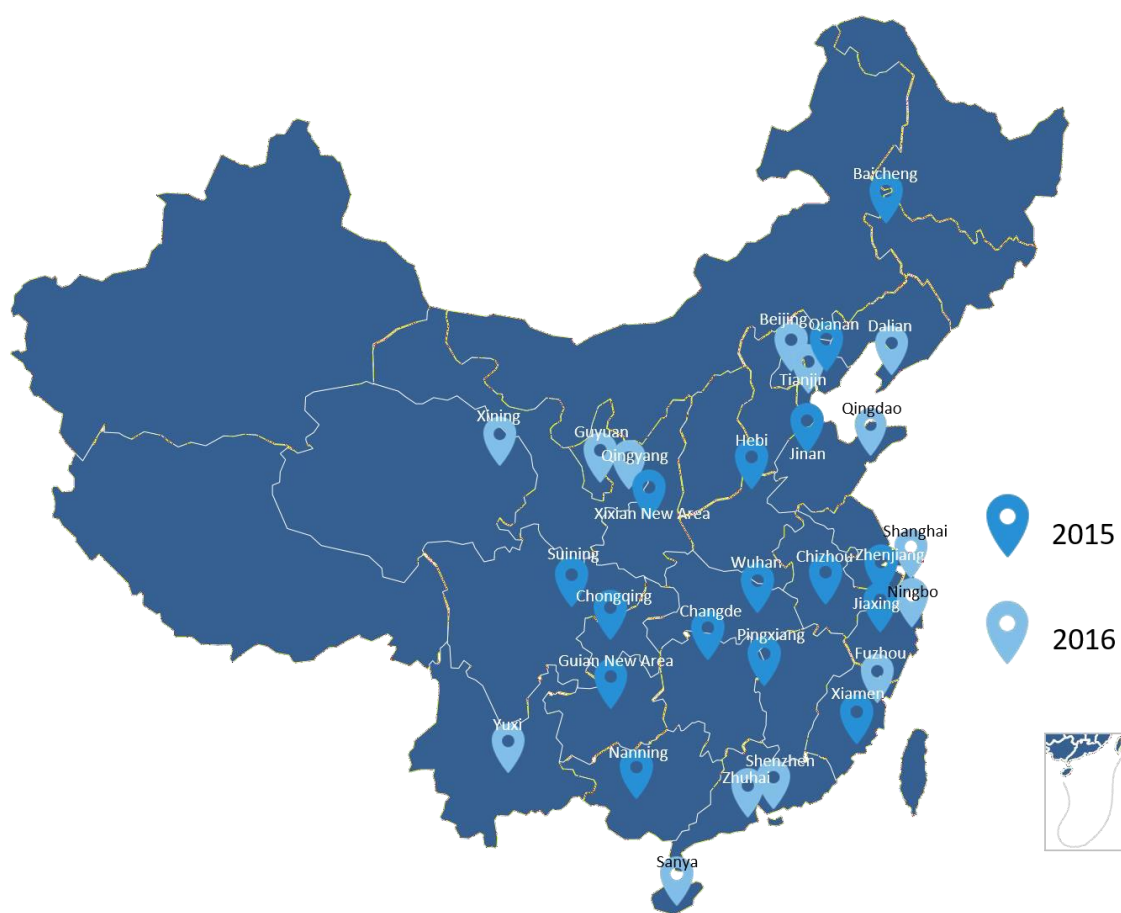 Baicheng
Beijing
Qianan
Dalian
Tianjin
Qingdao
Xining
Guyuan
Hebi
Jinan
Qingyang
Xixian New Area
2015
Shanghai
Suining
Wuhan
Chizhou
Zhenjiang
Chongqing
Changde
Jiaxing
Ningbo
Pingxiang
2016
Guian New Area
Fuzhou
Xiamen
Yuxi
Nanning
Shenzhen
Zhuhai
Sanya